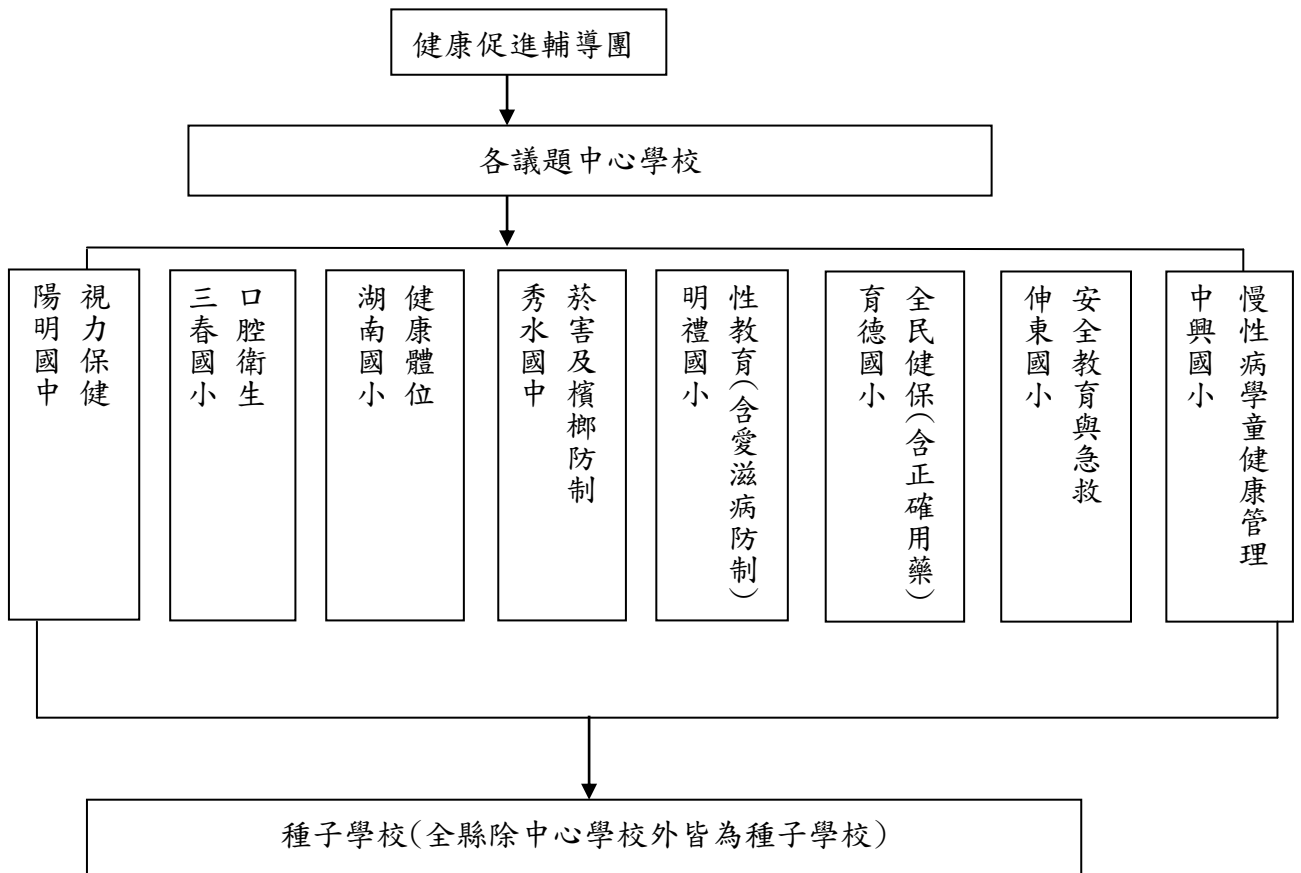 健康促進輔導團
各議題中心學校
視力保健
陽明國中
口腔衛生
三春國小
健康體位
湖南國小
菸害及檳榔防制
秀水國中
性教育(含愛滋病防制)
明禮國小
全民健保(含正確用藥)
育德國小
安全教育與急救
伸東國小
慢性病學童健康管理
中興國小
種子學校(全縣除中心學校外皆為種子學校)